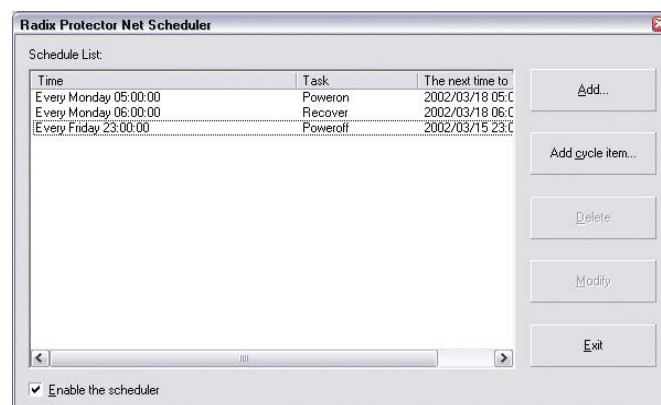 Radix Protector Net Scheduler
Schedule List:
Time Task The next time to
Every Monday 05:00:00 Poweron 2002/03/18 05:0
Every Monday 06:00:00 Recover 2002/03/18 06:0
Every Friday 23:00:00 Poweroff 2002/03/15 23:0
Add...
Add cycle item...
Delete
Modify
Exit
Enable the scheduler